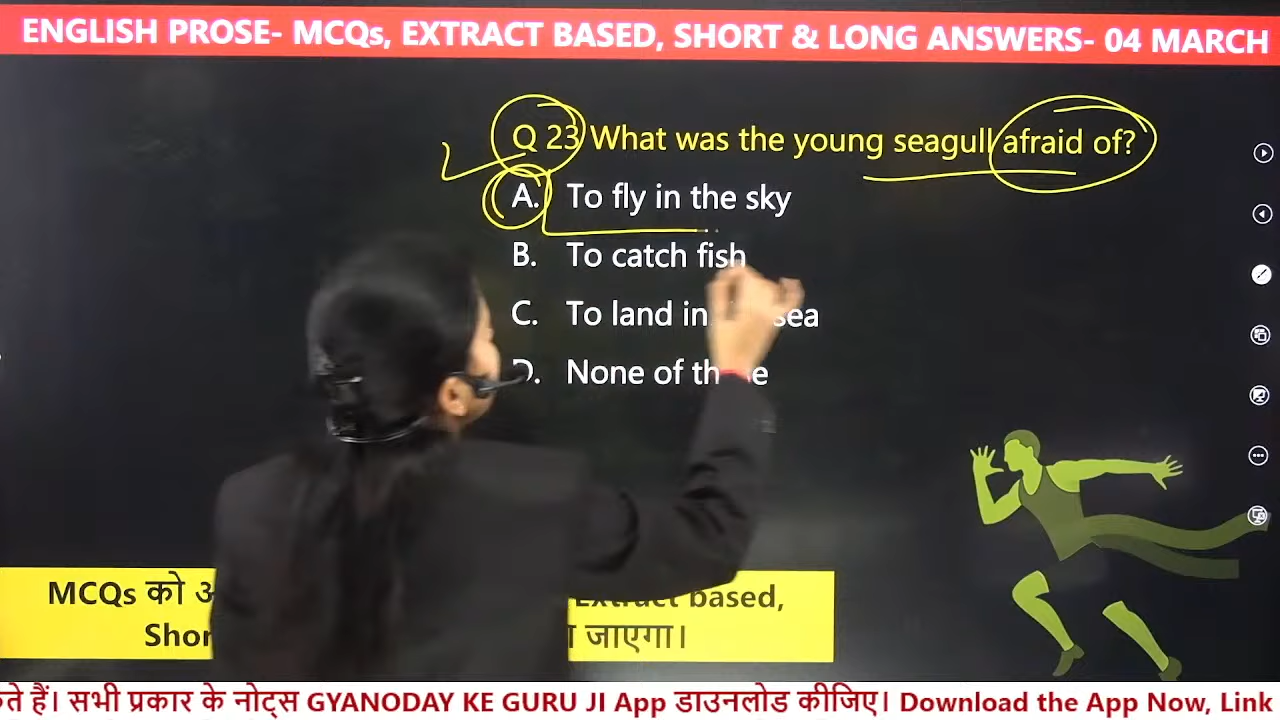 ENGLISH PROSE- MCQs, EXTRACT BASED, SHORT & LONG ANSWERS- 04 MARCH
Q 23 What was the young seagull afraid of?
A. To fly in the sky
B. To catch fish
C. To land in sea
D. None of
MCQs को
based,
जाएगा।
हैं। सभी प्रकार के नोट्स GYANODAY KE GURU JI App डाउनलोड कीजिए। Download the App Now, Link